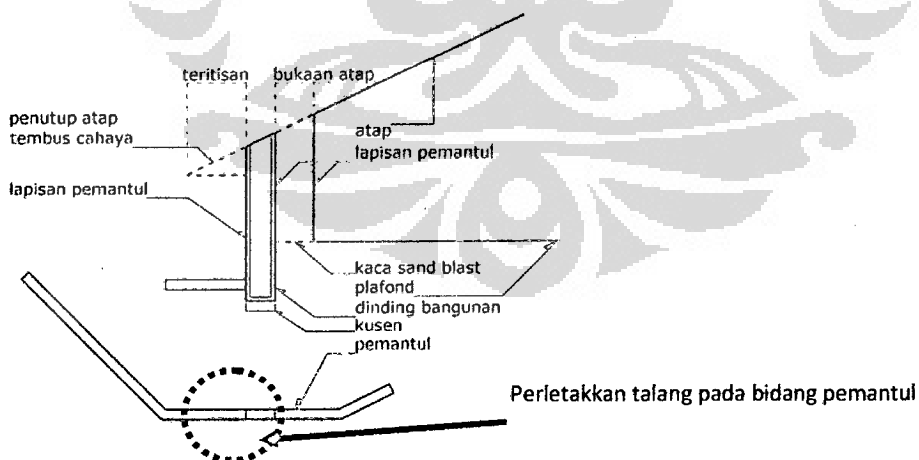 teritisan bukaan atap
penutup atap
tembus cahaya
atap
lapisan pemantul
lapisan pemantul
kaca sand blast
plafond
dinding bangunan
kusen
pemantul
Perletakkan talang pada bidang pemantul